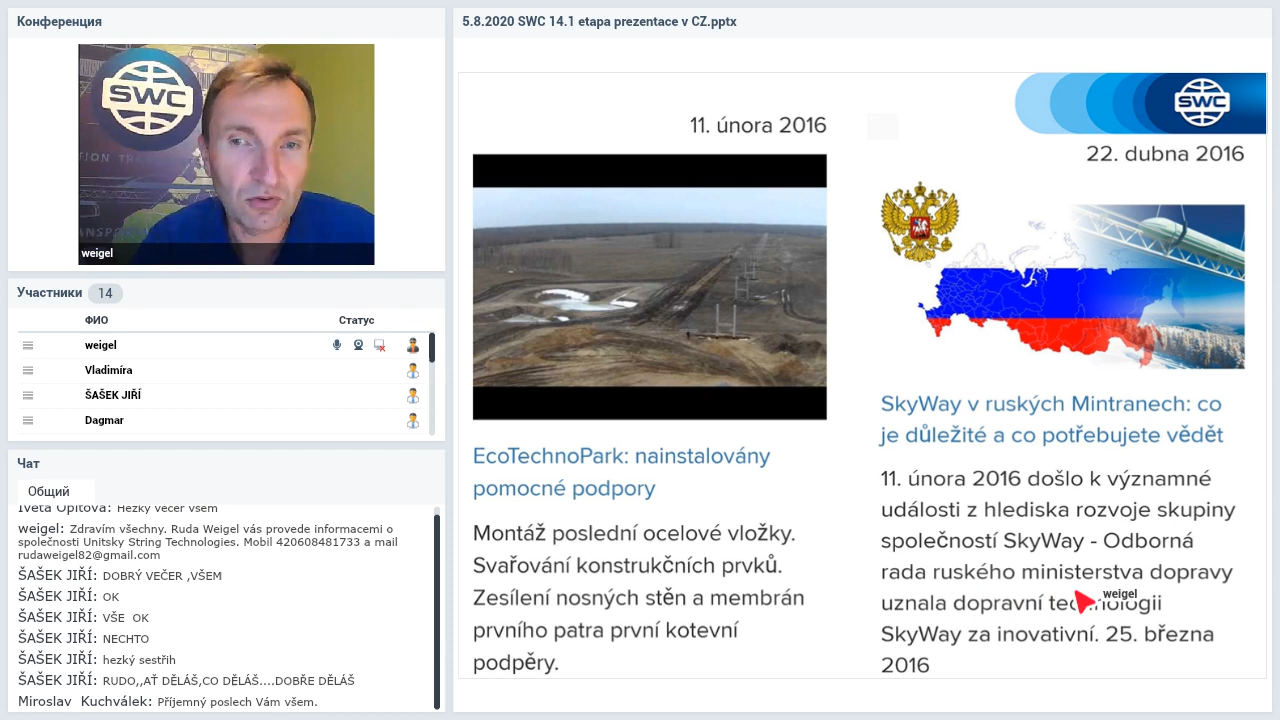 Конференция
SWC
ION TRA
NSPO
weigel
Участники 14
ФИО Статус
weigel
Vladimíra
ŠAŠEK JIŘÍ
Dagmar
Чат
Общий
Iveta Opltova: Hezký večer všem
weigel: Zdravím všechny. Ruda Weigel vás provede informacemi o
společnosti Unitsky String Technologies. Mobil 420608481733 a mail
rudaweigel82@gmail.com
ŠAŠEK JIŘÍ: DOBRÝ VEČER ,VŠEM
ŠAŠEK JIŘÍ: OK
ŠAŠEK JIŘÍ: VŠE OK
ŠAŠEK JIŘÍ: NECHTO
ŠAŠEK JIŘÍ: hezký sestřih
ŠAŠEK JIŘÍ: RUDO,,AŤ DĚLÁŠ,CO DĚLÁŠ....DOBŘE DĚLÁŠ
Miroslav Kuchválek: Příjemný poslech Vám všem.
5.8.2020 SWC 14.1 etapa prezentace v CZ.pptx
SWC
11. února 2016
EcoTechnoPark: nainstalovány
pomocné podpory
Montáž poslední ocelové vložky.
Svařování konstrukčních prvků.
Zesílení nosných stěn a membrán
prvního patra první kotevní
podpěry.
22. dubna 2016
SkyWay v ruských Mintranech: co
je důležité a co potřebujete vědět
11. února 2016 došlo k významné
události z hlediska rozvoje skupiny
společností SkyWay - Odborná
rada ruského ministerstva dopravy
uznala dopravní technologii
SkyWay za inovativní. 25. března
2016
weigel